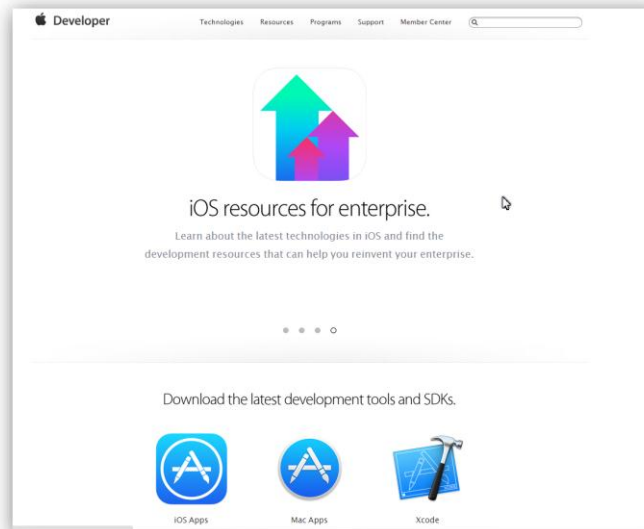 Developer
Technologies Resources Programs Support Member Center
iOS resources for enterprise.
Learn about the latest technologies in iOS and find the
development resources that can help you reinvent your enterprise.
Download the latest development tools and SDKs.
iOS Apps Mac Apps Xcode